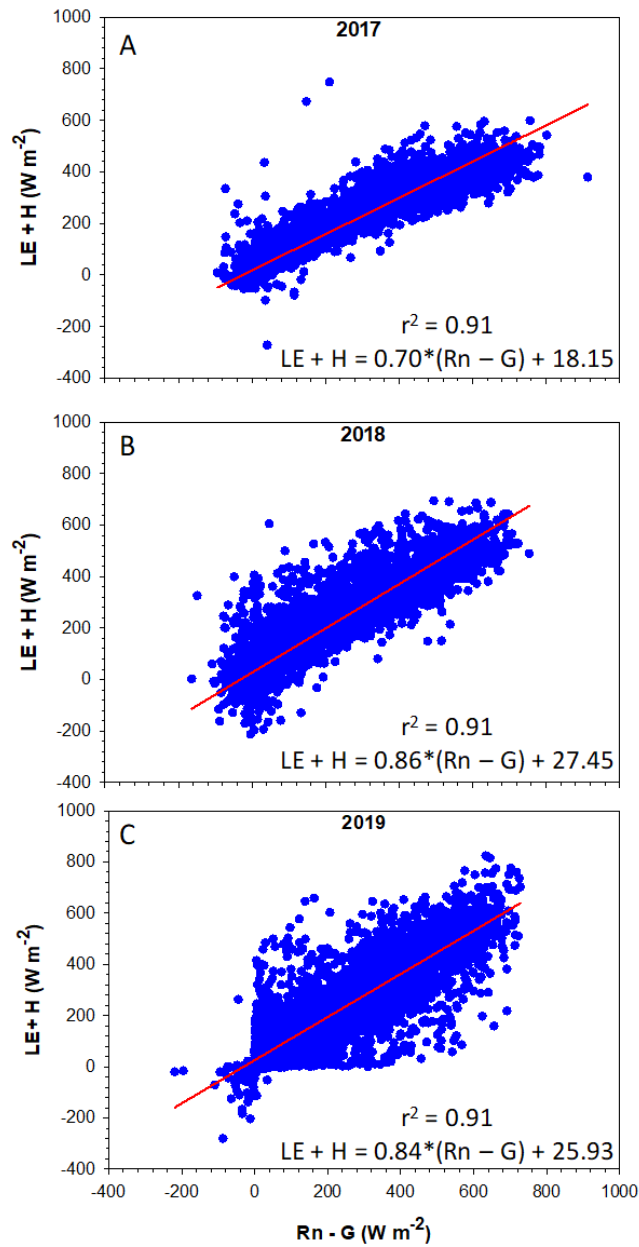 A
2017
1000
800
600
400
200
0
-200
-400
LE + H (W m-2)
r2 = 0.91
LE + H = 0.70*(Rn – G) + 18.15
B
2018
1000
800
600
400
200
0
-200
-400
LE + H (W m-2)
r2 = 0.91
LE + H = 0.86*(Rn – G) + 27.45
C
2019
1000
800
600
400
200
0
-200
-400
LE+ H (W m-2)
r2 = 0.91
LE + H = 0.84*(Rn – G) + 25.93
-400 -200 0 200 400 600 800 1000
Rn - G (W m-2)